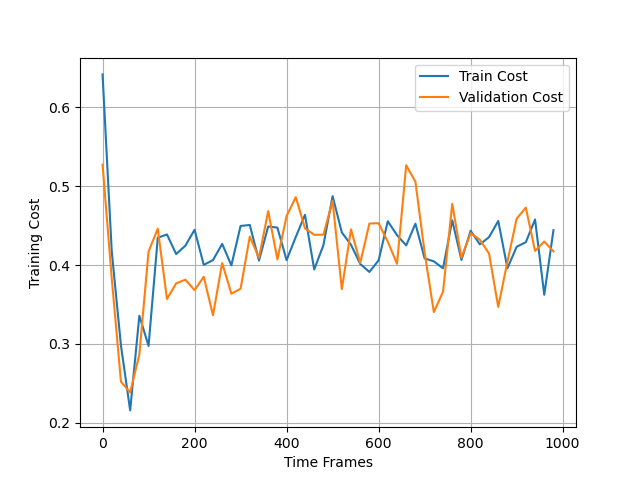 Train Cost
Validation Cost
0.6
0.5
0.4
0.3
0.2
Training Cost
0 200 400 600 800 1000
Time Frames